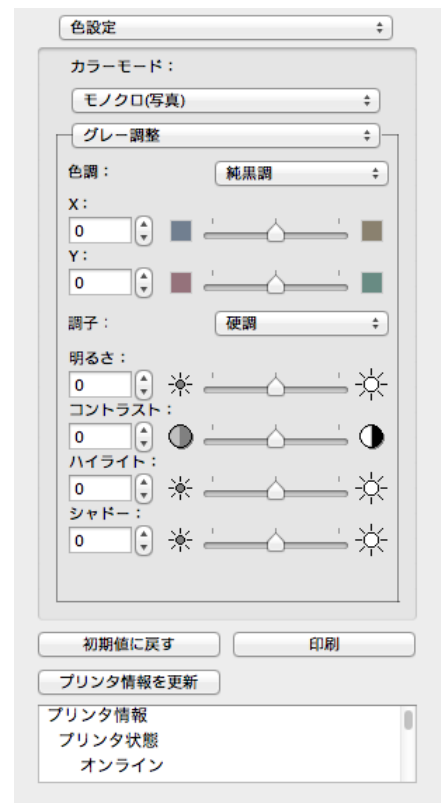 色設定
カラーモード：
モノクロ(写真)
グレー調整
色調： 純黒調
X：
0
Y：
0
調子： 硬調
明るさ：
0
コントラスト：
0
ハイライト：
0
シャドー：
0
初期値に戻す 印刷
プリンタ情報を更新
プリンタ情報
プリンタ状態
オンライン